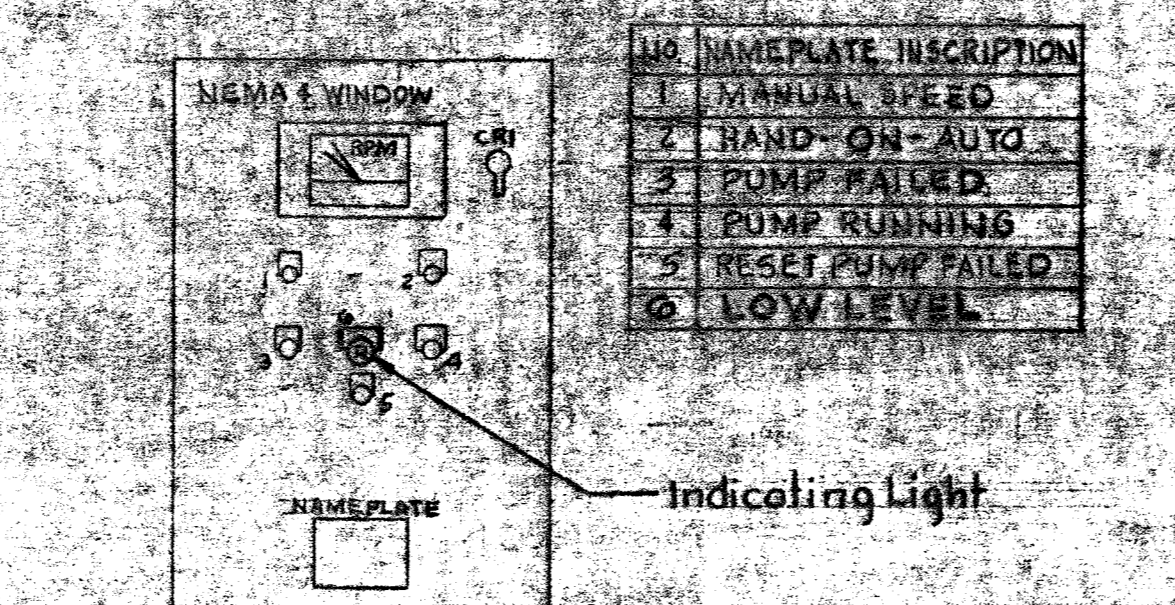 NEMA 4 WINDOW
RPM
CR1
1
2
3
6
4
5
NAMEPLATE
NO. NAMEPLATE INSCRIPTION
1 MANUAL SPEED
2 HAND-ON-AUTO
3 PUMP FAILED
4 PUMP RUNNING
5 RESET PUMP FAILED
6 LOW LEVEL
Indicating Light